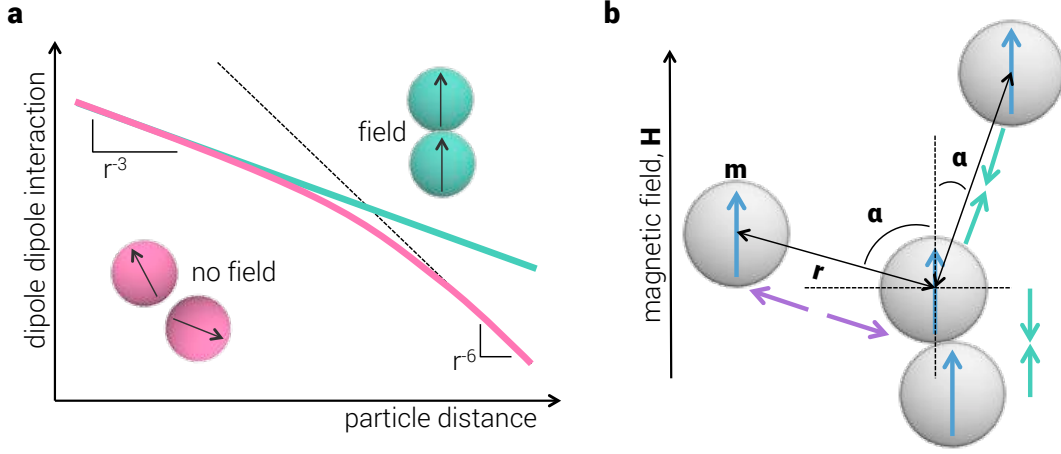 a
dipole dipole interaction
r-3
field
no field
r-6
particle distance
b
magnetic field, H
m
α
α
r